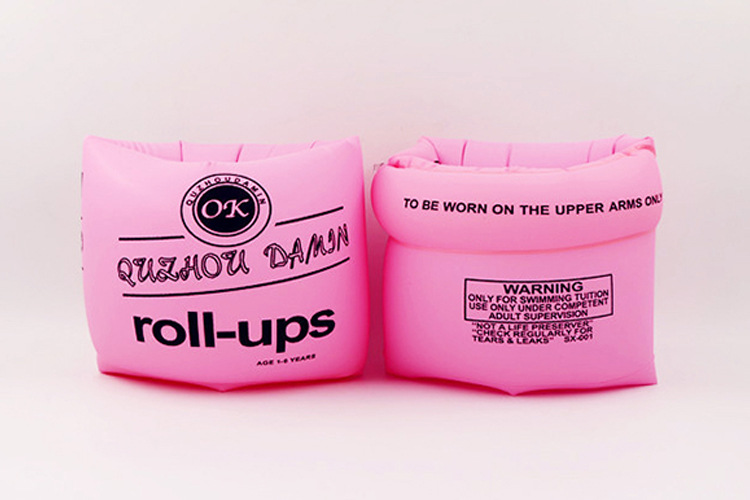 QUZHOUDAMIN
OK
QUZHOU DAMIN
roll-ups
AGE 1-6 YEARS
TO BE WORN ON THE UPPER ARMS ONLY
WARNING
ONLY FOR SWIMMING TUITION
USE ONLY UNDER COMPETENT
ADULT SUPERVISION
"NOT A LIFE PRESERVER"
"CHECK REGULARLY FOR
TEARS & LEAKS" SX-001